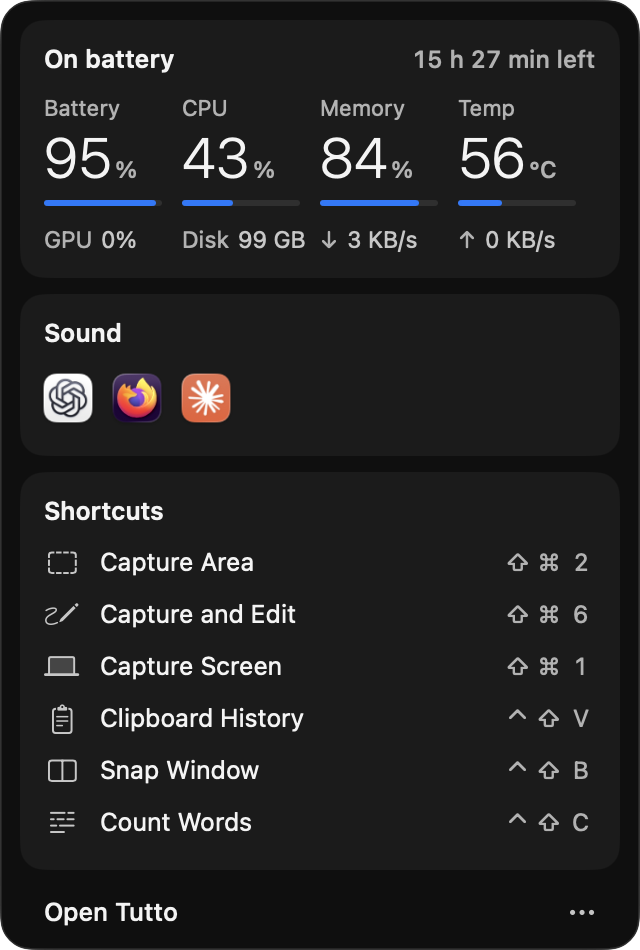 On battery 15 h 27 min left
Battery CPU Memory Temp
95% 43% 84% 56°C
GPU 0% Disk 99 GB ↓ 3 KB/s ↑ 0 KB/s
Sound
Shortcuts
Capture Area ⇧ ⌘ 2
Capture and Edit ⇧ ⌘ 6
Capture Screen ⇧ ⌘ 1
Clipboard History ^ ⇧ V
Snap Window ^ ⇧ B
Count Words ^ ⇧ C
Open Tutto ···